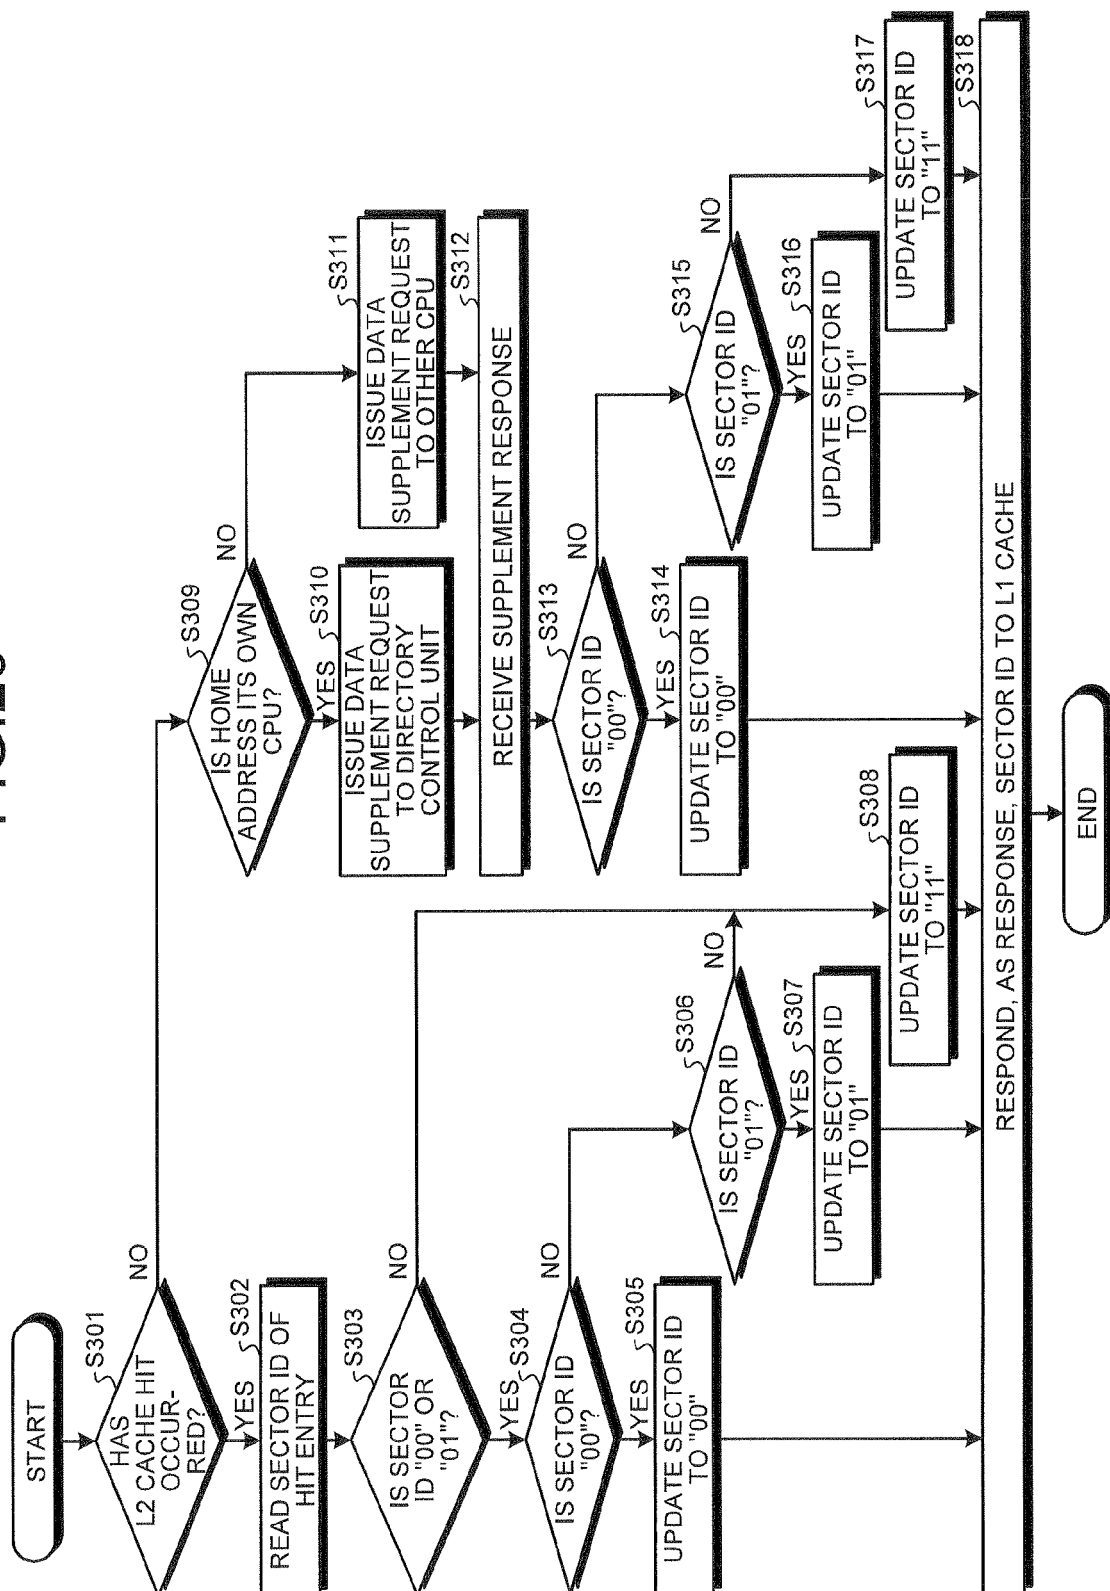 START
S301
HAS
L2 CACHE HIT
OCCUR-
RED?
NO
YES
S302
READ SECTOR ID OF
HIT ENTRY
S303
IS SECTOR
ID "00" OR
"01"?
NO
YES
S304
IS SECTOR ID
"00"?
NO
YES
S305
UPDATE SECTOR ID
TO "00"
S306
IS SECTOR ID
"01"?
NO
YES
S307
UPDATE SECTOR ID
TO "01"
S308
UPDATE SECTOR ID
TO "11"
S309
IS HOME
ADDRESS ITS OWN
CPU?
NO
YES
S310
ISSUE DATA
SUPPLEMENT REQUEST
TO DIRECTORY
CONTROL UNIT
S311
ISSUE DATA
SUPPLEMENT REQUEST
TO OTHER CPU
S312
RECEIVE SUPPLEMENT RESPONSE
S313
IS SECTOR ID
"00"?
NO
YES
S314
UPDATE SECTOR ID
TO "00"
S315
IS SECTOR ID
"01"?
NO
YES
S316
UPDATE SECTOR ID
TO "01"
S317
UPDATE SECTOR ID
TO "11"
S318
RESPOND, AS RESPONSE, SECTOR ID TO L1 CACHE
END